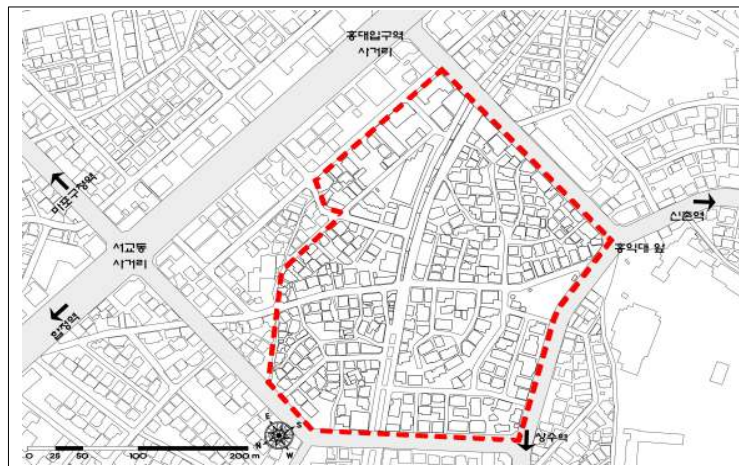 홍대입구역
사거리
마포구청역
신촌역
홍익대 앞
서교동
사거리
합정역
상수역
E
S
N
W
0 25 50 100 200 m